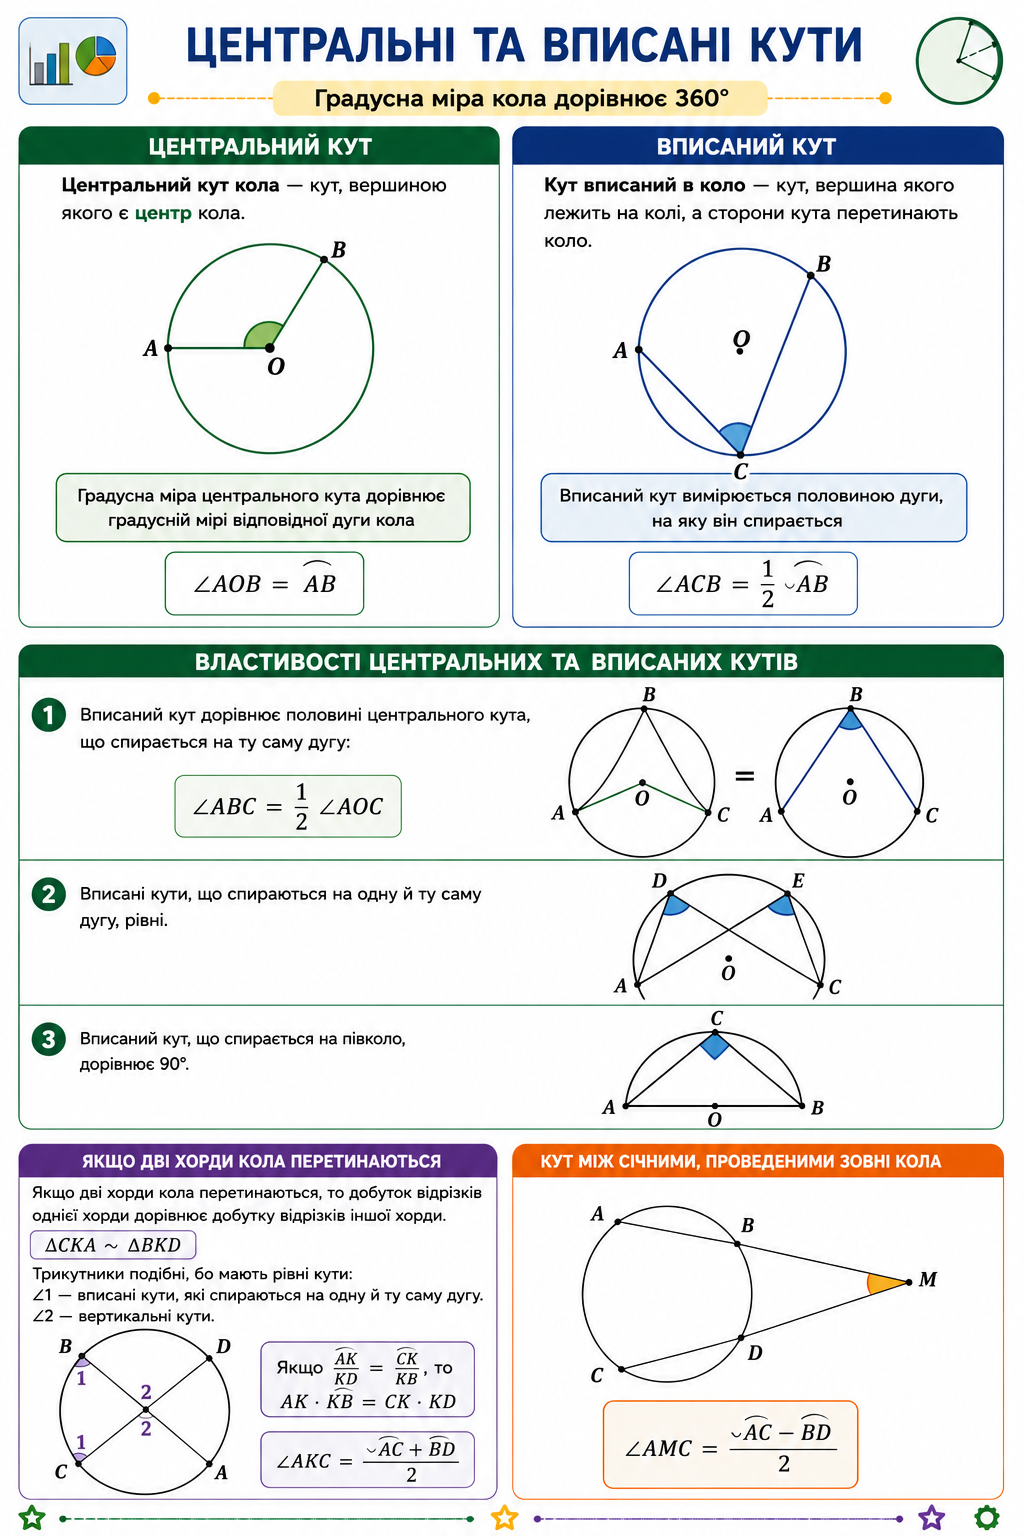 ЦЕНТРАЛЬНІ ТА ВПИСАНІ КУТИ
Градусна міра кола дорівнює 360°
ЦЕНТРАЛЬНИЙ КУТ
Центральний кут кола — кут, вершиною
якого є центр кола.
B
A
O
Градусна міра центрального кута дорівнює
градусній мірі відповідної дуги кола
∠AOB = ⌒AB
ВПИСАНИЙ КУТ
Кут вписаний в коло — кут, вершина якого
лежить на колі, а сторони кута перетинають
коло.
B
O
A
C
Вписаний кут вимірюється половиною дуги,
на яку він спирається
∠ACB = 1/2 ⌣⌒AB
ВЛАСТИВОСТІ ЦЕНТРАЛЬНИХ ТА ВПИСАНИХ КУТІВ
1 Вписаний кут дорівнює половині центрального кута,
що спирається на ту саму дугу:
∠ABC = 1/2 ∠AOC
B
O
A
C
=
B
O
A
C
2 Вписані кути, що спираються на одну й ту саму
дугу, рівні.
D
E
O
A
C
3 Вписаний кут, що спирається на півколо,
дорівнює 90°.
C
A
O
B
ЯКЩО ДВІ ХОРДИ КОЛА ПЕРЕТИНАЮТЬСЯ
Якщо дві хорди кола перетинаються, то добуток відрізків
однієї хорди дорівнює добутку відрізків іншої хорди.
ΔCKA ~ ΔBKD
Трикутники подібні, бо мають рівні кути:
∠1 — вписані кути, які спираються на одну й ту саму дугу.
∠2 — вертикальні кути.
B
D
1
2
2
1
C
A
Якщо ⌒AK/KD = ⌒CK/KB, то
AK · ⌒KB = CK · KD
∠AKC = (⌣⌒AC + ⌒BD)/2
КУТ МІЖ СІЧНИМИ, ПРОВЕДЕНИМИ ЗОВНІ КОЛА
A
B
M
D
C
∠AMC = (⌣⌒AC − ⌒BD)/2